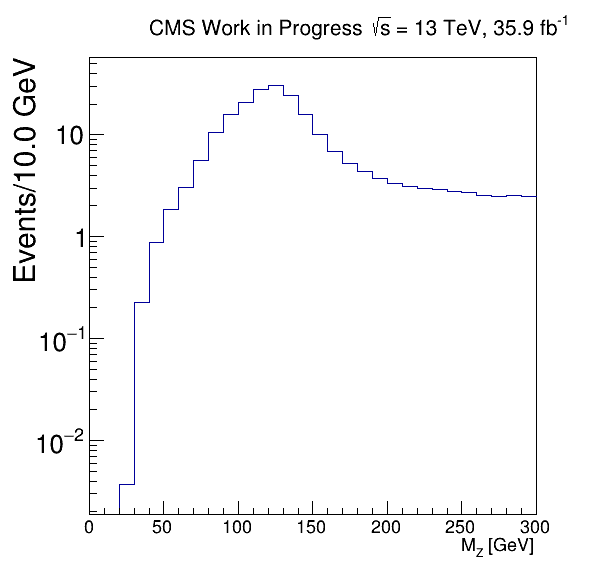 CMS Work in Progress √s = 13 TeV, 35.9 fb⁻¹
Events/10.0 GeV
10
1
10⁻¹
10⁻²
0 50 100 150 200 250 300
M_Z [GeV]